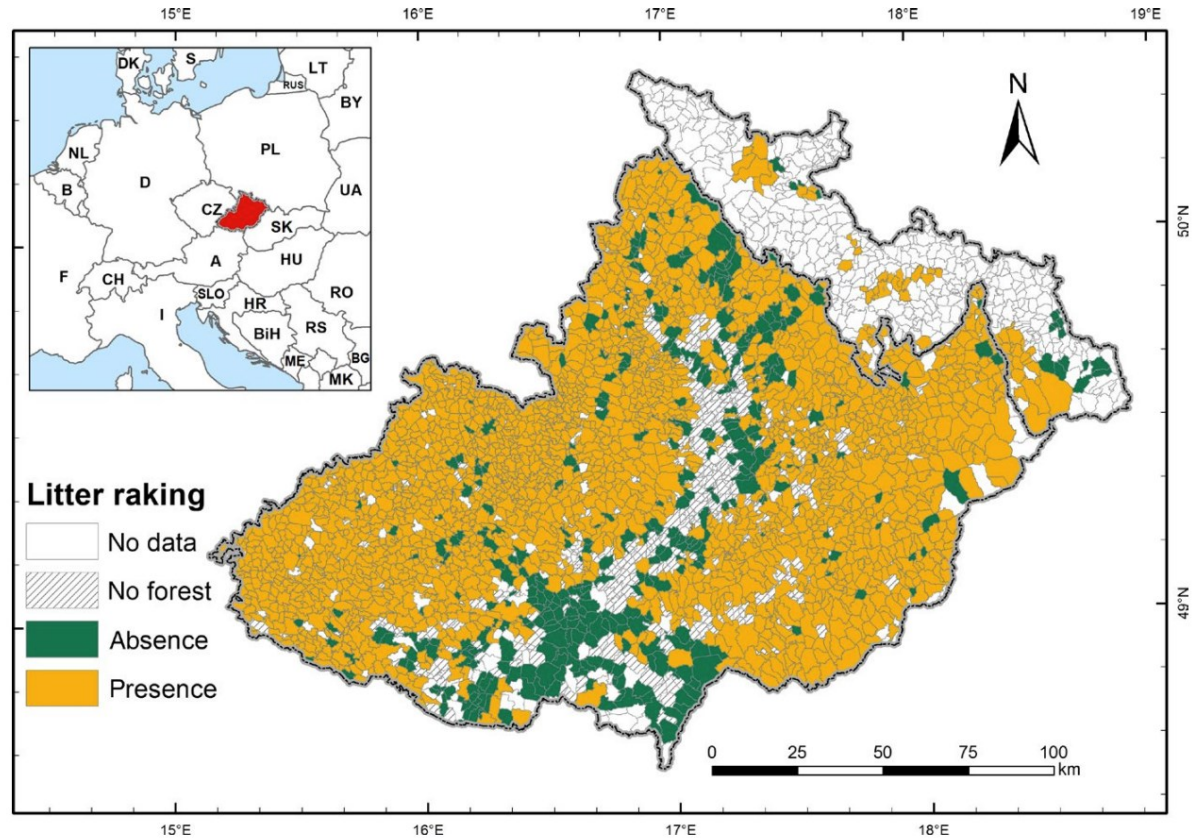 15°E 16°E 17°E 18°E 19°E
DK S LT
RUS
BY
NL PL
B D UA
CZ
SK
F CH A HU
SLO RO
I HR
BiH RS
ME BG
MK
N
50°N
49°N
Litter raking
No data
No forest
Absence
Presence
0 25 50 75 100
km
15°E 16°E 17°E 18°E